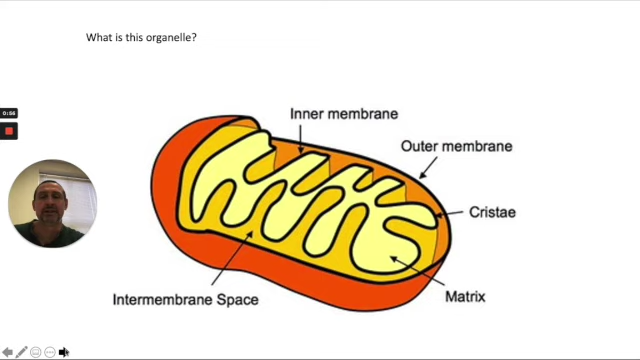 What is this organelle?
0:56
Inner membrane
Outer membrane
Cristae
Matrix
Intermembrane Space